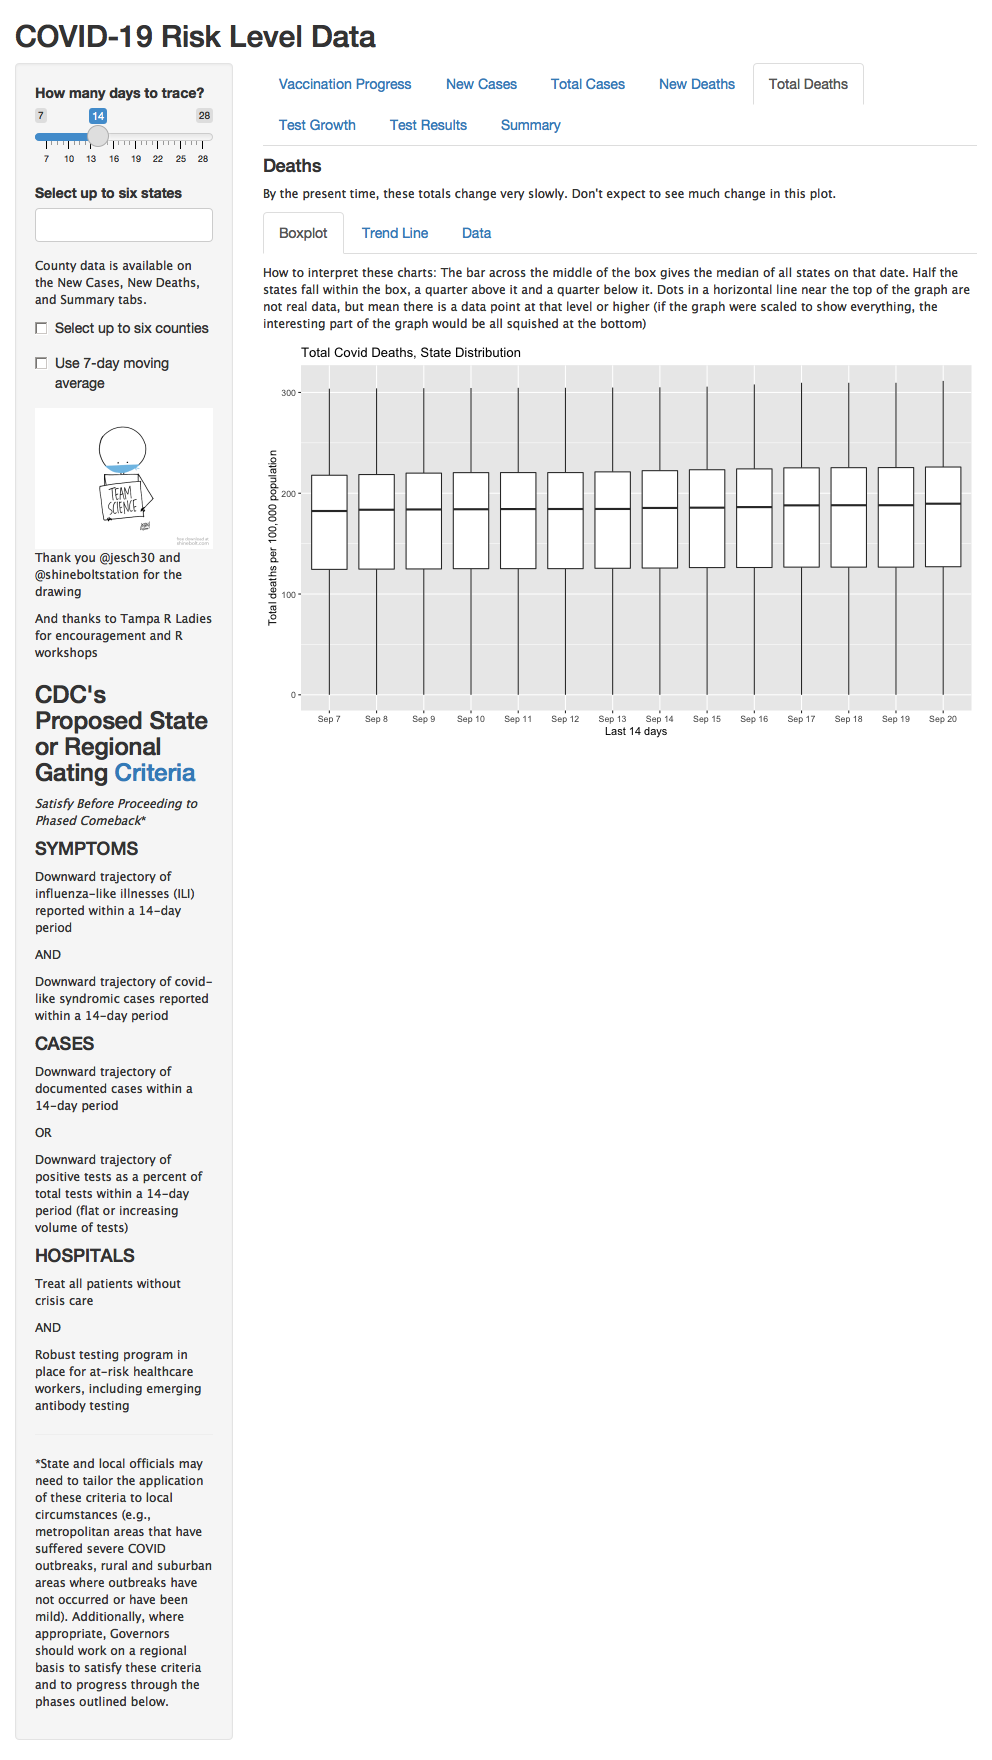 COVID-19 Risk Level Data
How many days to trace?
7 14 28
7 10 13 16 19 22 25 28
Select up to six states
County data is available on
the New Cases, New Deaths,
and Summary tabs.
Select up to six counties
Use 7-day moving
average
TEAM
SCIENCE
free download at
shinebolt.com
Thank you @jesch30 and
@shineboltstation for the
drawing
And thanks to Tampa R Ladies
for encouragement and R
workshops
CDC's
Proposed State
or Regional
Gating Criteria
Satisfy Before Proceeding to
Phased Comeback*
SYMPTOMS
Downward trajectory of
influenza-like illnesses (ILI)
reported within a 14-day
period
AND
Downward trajectory of covid-
like syndromic cases reported
within a 14-day period
CASES
Downward trajectory of
documented cases within a
14-day period
OR
Downward trajectory of
positive tests as a percent of
total tests within a 14-day
period (flat or increasing
volume of tests)
HOSPITALS
Treat all patients without
crisis care
AND
Robust testing program in
place for at-risk healthcare
workers, including emerging
antibody testing
*State and local officials may
need to tailor the application
of these criteria to local
circumstances (e.g.,
metropolitan areas that have
suffered severe COVID
outbreaks, rural and suburban
areas where outbreaks have
not occurred or have been
mild). Additionally, where
appropriate, Governors
should work on a regional
basis to satisfy these criteria
and to progress through the
phases outlined below.
Vaccination Progress New Cases Total Cases New Deaths Total Deaths
Test Growth Test Results Summary
Deaths
By the present time, these totals change very slowly. Don't expect to see much change in this plot.
Boxplot Trend Line Data
How to interpret these charts: The bar across the middle of the box gives the median of all states on that date. Half the
states fall within the box, a quarter above it and a quarter below it. Dots in a horizontal line near the top of the graph are
not real data, but mean there is a data point at that level or higher (if the graph were scaled to show everything, the
interesting part of the graph would be all squished at the bottom)
Total Covid Deaths, State Distribution
Total deaths per 100,000 population
300
200
100
0
Sep 7 Sep 8 Sep 9 Sep 10 Sep 11 Sep 12 Sep 13 Sep 14 Sep 15 Sep 16 Sep 17 Sep 18 Sep 19 Sep 20
Last 14 days